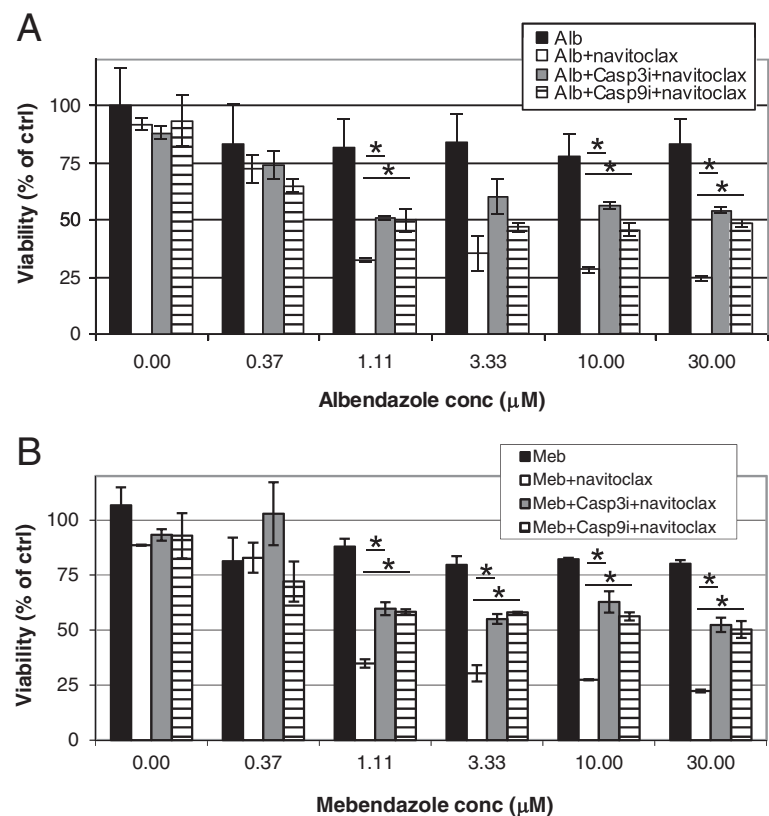 A
Alb
Alb+navitoclax
Alb+Casp3i+navitoclax
Alb+Casp9i+navitoclax
Viability (% of ctrl)
100
75
50
25
0
* * * * * *
0.00 0.37 1.11 3.33 10.00 30.00
Albendazole conc (μM)
B
Meb
Meb+navitoclax
Meb+Casp3i+navitoclax
Meb+Casp9i+navitoclax
Viability (% of ctrl)
100
75
50
25
0
* * * * * * * *
0.00 0.37 1.11 3.33 10.00 30.00
Mebendazole conc (μM)